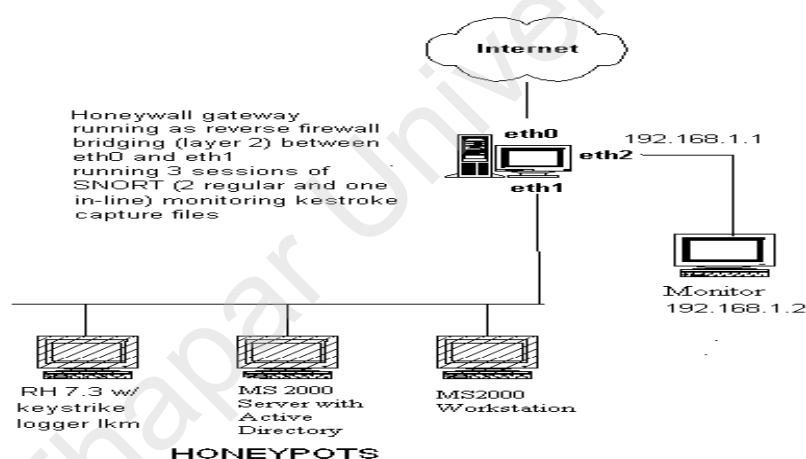 Internet
Honeywall gateway
running as reverse firewall
bridging (layer 2) between
eth0 and eth1
running 3 sessions of
SNORT (2 regular and one
in-line) monitoring kestroke
capture files
eth0
192.168.1.1
eth2
eth1
Monitor
192.168.1.2
RH 7.3 w/
keystrike
logger lkm
MS 2000
Server with
Active
Directory
MS2000
Workstation
HONEYPOTS
Thapar University